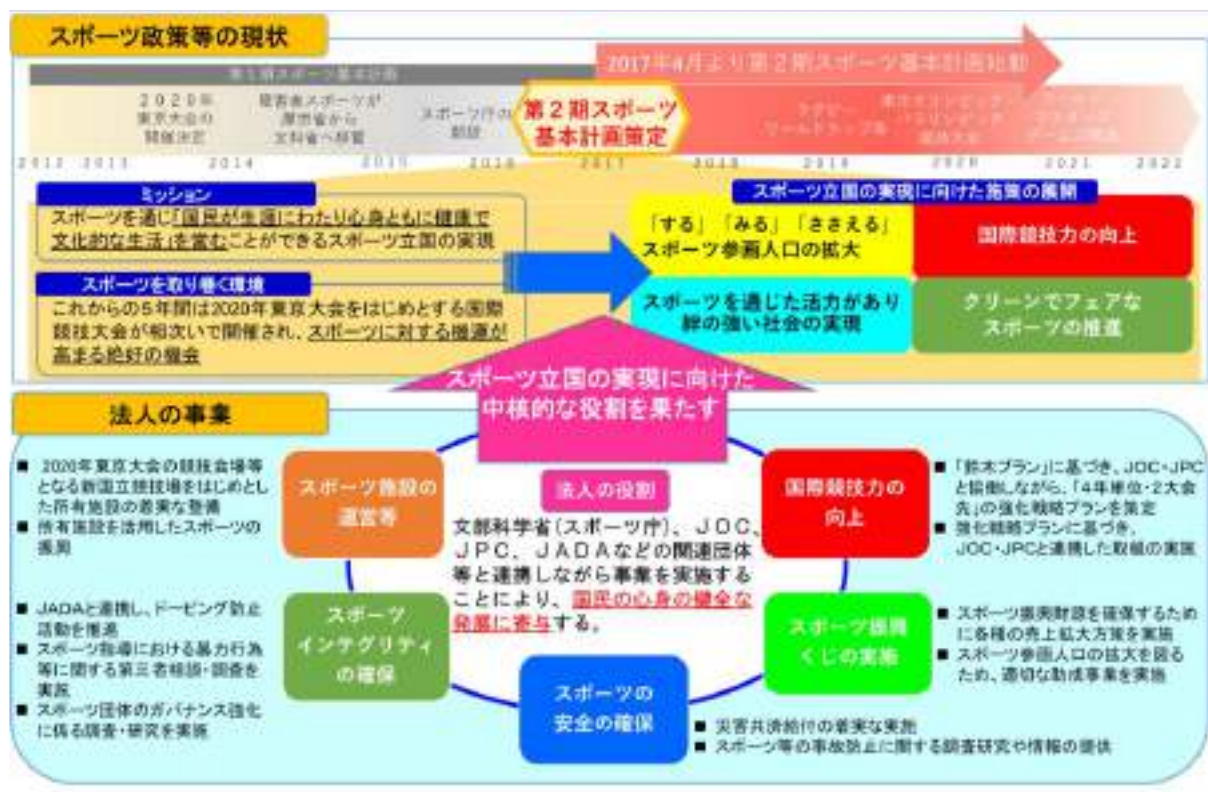 スポーツ政策等の現状
2017年4月より第2期スポーツ基本計画始動
第1期スポーツ基本計画
2020年
東京大会の
開催決定
障害者スポーツが
厚労省から
文科省へ移管
スポーツ庁の
創設
第2期スポーツ
基本計画策定
ラグビー
ワールドカップ
2012 2013 2014 2015 2016 2017 2018 2019 2020 2021 2022
ミッション
スポーツを通じ「国民が生涯にわたり心身ともに健康で
文化的な生活」を営むことができるスポーツ立国の実現
スポーツを取り巻く環境
これからの5年間は2020年東京大会をはじめとする国際
競技大会が相次いで開催され、スポーツに対する機運が
高まる絶好の機会
スポーツ立国の実現に向けた施策の展開
「する」「みる」「ささえる」
スポーツ参画人口の拡大
国際競技力の向上
スポーツを通じた活力があり
絆の強い社会の実現
クリーンでフェアな
スポーツの推進
スポーツ立国の実現に向けた
中核的な役割を果たす
法人の事業
■ 2020年東京大会の競技会場等
となる新国立競技場をはじめとし
た所有施設の着実な整備
■ 所有施設を活用したスポーツの
振興
スポーツ施設の
運営等
法人の役割
文部科学省(スポーツ庁)、JOC、
JPC、JADAなどの関連団体
等と連携しながら事業を実施する
ことにより、国民の心身の健全な
発展に寄与する。
国際競技力の
向上
■ 「鈴木プラン」に基づき、JOC・JPC
と協働しながら、「4年単位・2大会
先」の強化戦略プランを策定
■ 強化戦略プランに基づき、
JOC・JPCと連携した取組の実施
■ JADAと連携し、ドーピング防止
活動を推進
■ スポーツ指導における暴力行為
等に関する第三者相談・調査を
実施
■ スポーツ団体のガバナンス強化
に係る調査・研究を実施
スポーツ
インテグリティ
の確保
スポーツ振興
くじの実施
■ スポーツ振興財源を確保するため
に各種の売上拡大方策を実施
■ スポーツ参画人口の拡大を図る
ため、適切な助成事業を実施
スポーツの
安全の確保
■ 災害共済給付の着実な実施
■ スポーツ等の事故防止に関する調査研究や情報の提供